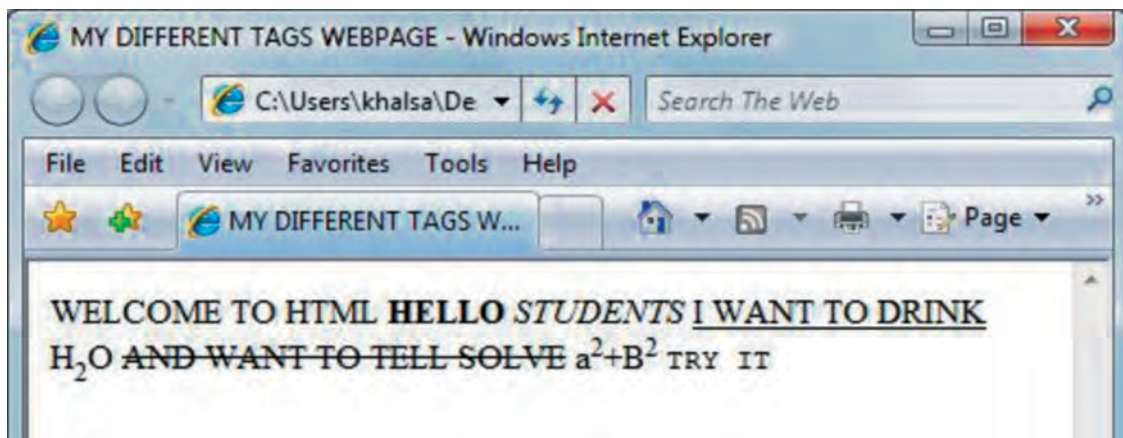 MY DIFFERENT TAGS WEBPAGE - Windows Internet Explorer
C:\Users\khalsa\De
Search The Web
File Edit View Favorites Tools Help
MY DIFFERENT TAGS W... Page
WELCOME TO HTML HELLO STUDENTS I WANT TO DRINK
H₂O AND WANT TO TELL SOLVE a²+B² TRY IT